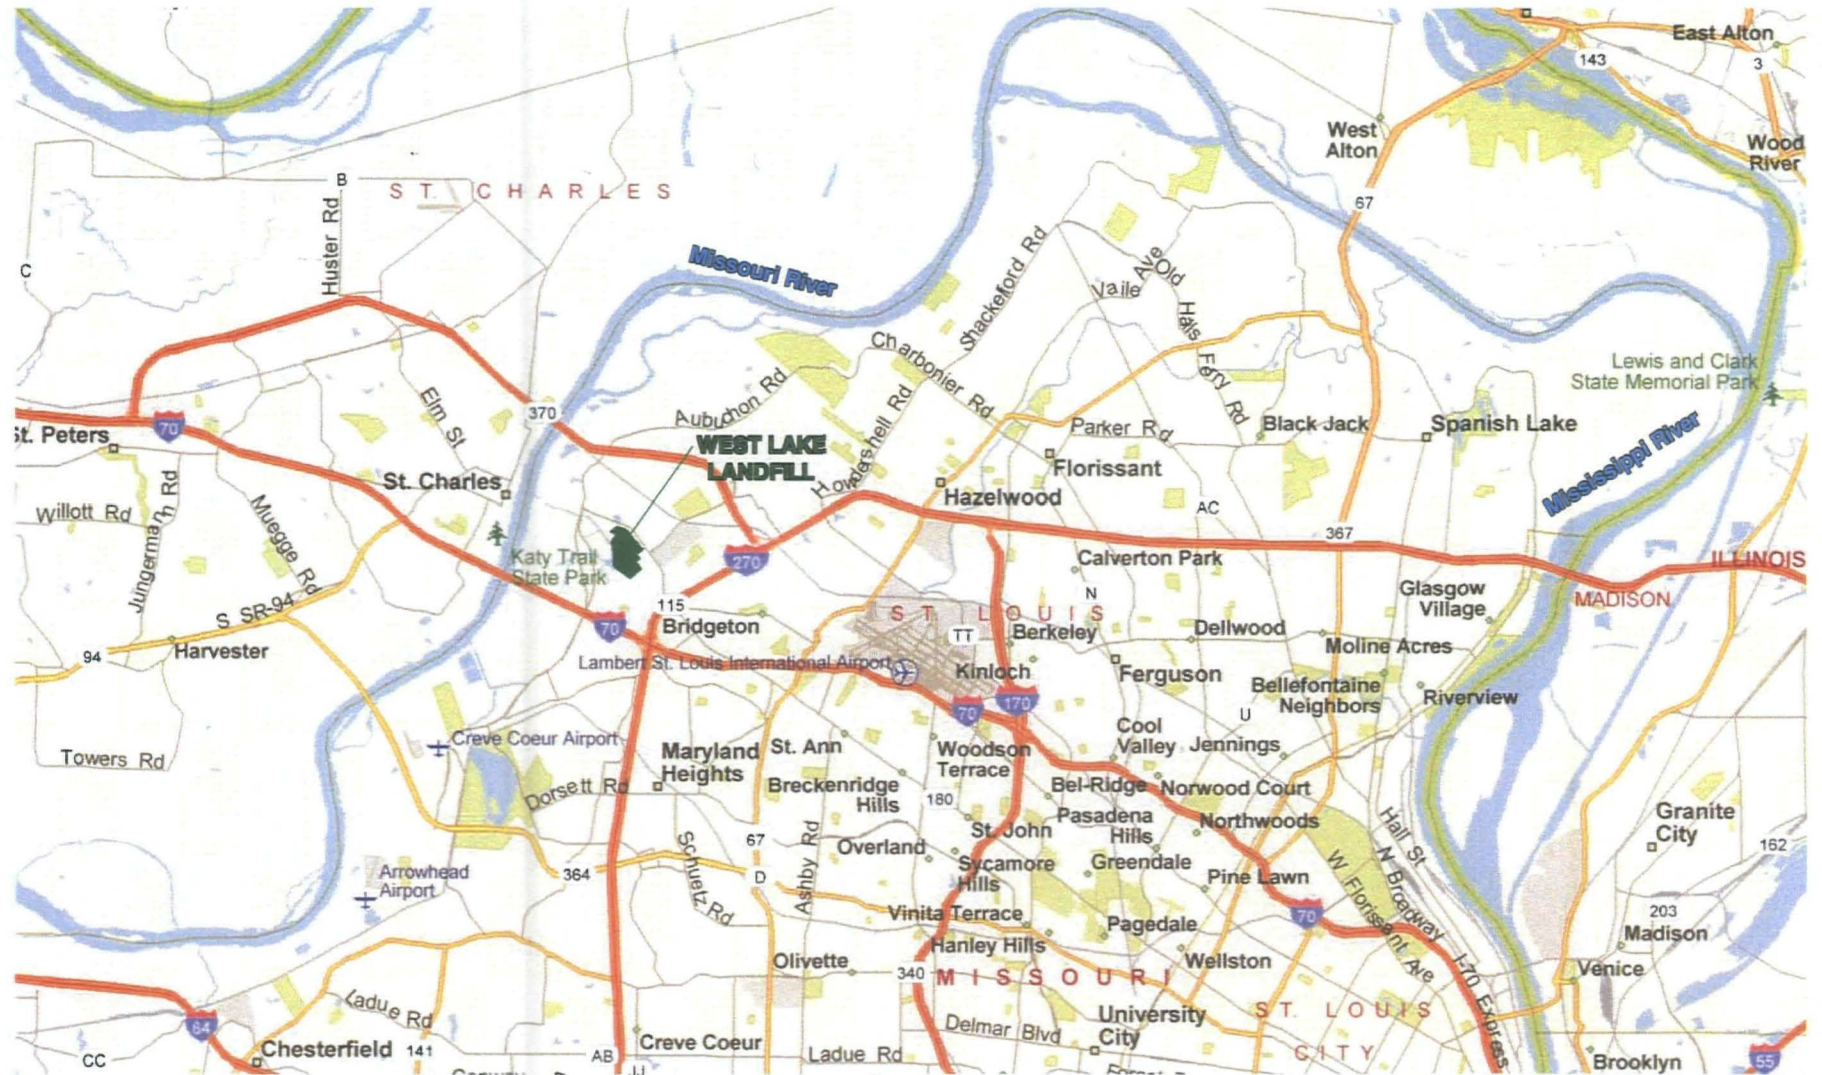 East Alton
143
3
West
Alton
Wood
River
B
ST. CHARLES
67
Huster Rd
C
Missouri River
Shackelford Rd
Vaile Ave
Old Halls Ferry Rd
Charbonier Rd
Lewis and Clark
State Memorial Park
Elm St
370
Aubuchon Rd
Howdershell Rd
Parker Rd
Black Jack
Spanish Lake
St. Peters
70
WEST LAKE
LANDFILL
Florissant
Mississippi River
St. Charles
Hazelwood
Willott Rd
Jungermann Rd
Muegge Rd
AC
367
Katy Trail
State Park
270
Calverton Park
ILLINOIS
Glasgow
Village
MADISON
N
115
ST. LOUIS
S SR-94
70
Bridgeton
TT
Berkeley
Dellwood
Moline Acres
94
Harvester
Lambert St. Louis International Airport
Kinloch
Ferguson
Bellefontaine
Neighbors
Riverview
70
170
U
Cool
Valley
Jennings
Creve Coeur Airport
Maryland
Heights
St. Ann
Woodson
Terrace
Towers Rd
Dorsett Rd
Breckenridge
Hills
180
Bel-Ridge
Norwood Court
Pasadena
Hills
Northwoods
Granite
City
St. John
Hall St
N Broadway
67
Schuetz Rd
Ashby Rd
Overland
Sycamore
Hills
Greendale
162
W Florissant Ave
Arrowhead
Airport
364
D
Pine Lawn
70
Vinita Terrace
Pagedale
203
Madison
Hanley Hills
I-70 Express
Olivette
340
MISSOURI
Wellston
Venice
Ladue Rd
University
City
ST. LOUIS
CITY
64
Delmar Blvd
Chesterfield
141
CC
AB
Creve Coeur
Ladue Rd
Brooklyn
55